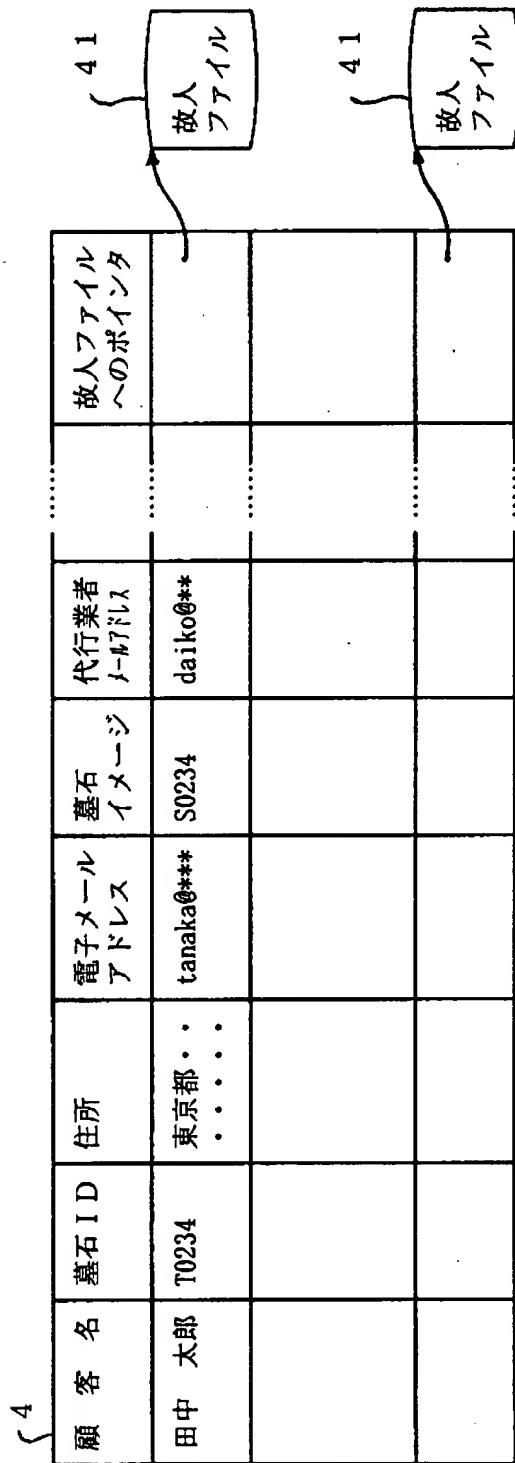 4
顧 客 名
墓石ID
住所
電子メール
アドレス
墓石
イメージ
代行業者
メールアドレス
……
故人ファイル
へのポインタ
田中 太郎
T0234
東京都・・
・・・・・・
tanaka@***
S0234
daiko@**
……
……
……
41
故人
ファイル
41
故人
ファイル